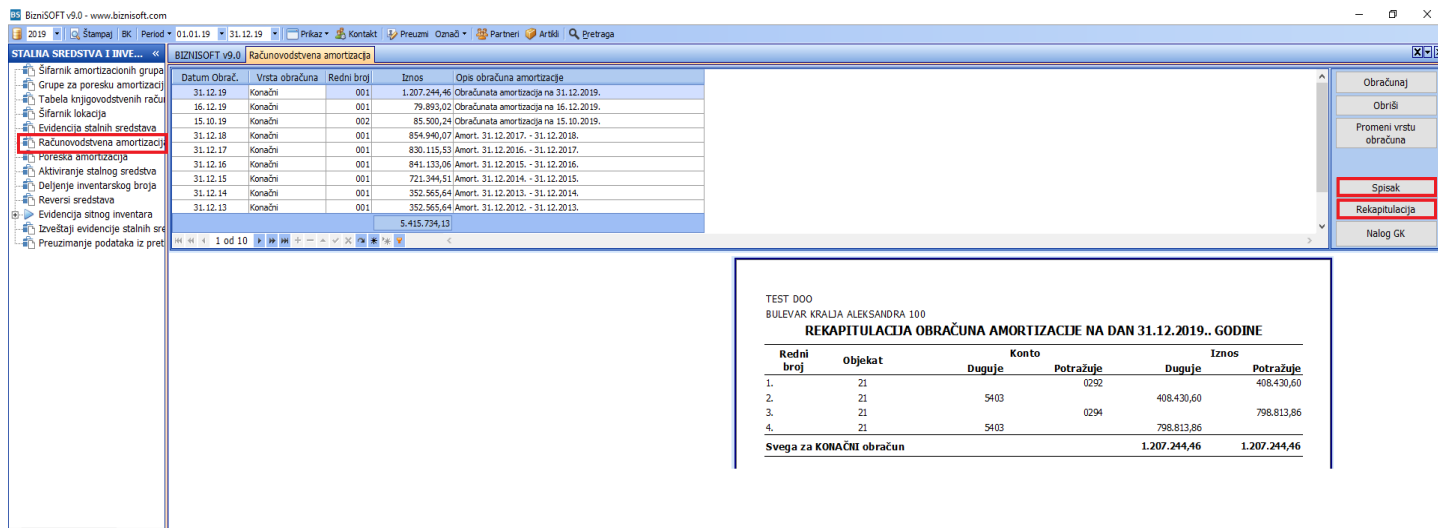 BizniSOFT v9.0 - www.biznisoft.com
2019 Štampaj BK Period 01.01.19 31.12.19 Prikaz Kontakt Preuzmi Označi Partneri Artikli Pretraga
STALNA SREDSTVA I INVE... «
Šifarnik amortizacionih grupa
Grupe za poresku amortizacij
Tabela knjigovodstvenih raču
Šifarnik lokacija
Evidencija stalnih sredstava
Računovodstvena amortizacija
Poreska amortizacija
Aktiviranje stalnog sredstva
Deljenje inventarskog broja
Reversi sredstava
Evidencija sitnog inventara
Izveštaji evidencije stalnih sre
Preuzimanje podataka iz pret
BIZNISOFT v9.0 Računovodstvena amortizacija
Datum Obrač. Vrsta obračuna Redni broj Iznos Opis obračuna amortizacije
31.12.19 Konačni 001 1.207.244,46 Obračunata amortizacija na 31.12.2019.
16.12.19 Konačni 001 79.893,02 Obračunata amortizacija na 16.12.2019.
15.10.19 Konačni 002 85.500,24 Obračunata amortizacija na 15.10.2019.
31.12.18 Konačni 001 854.940,07 Amort. 31.12.2017. - 31.12.2018.
31.12.17 Konačni 001 830.115,53 Amort. 31.12.2016. - 31.12.2017.
31.12.16 Konačni 001 841.133,06 Amort. 31.12.2015. - 31.12.2016.
31.12.15 Konačni 001 721.344,51 Amort. 31.12.2014. - 31.12.2015.
31.12.14 Konačni 001 352.565,64 Amort. 31.12.2013. - 31.12.2014.
31.12.13 Konačni 001 352.565,64 Amort. 31.12.2012. - 31.12.2013.
5.415.734,13
1 od 10
Obračunaj
Obriši
Promeni vrstu
obračuna
Spisak
Rekapitulacija
Nalog GK
TEST DOO
BULEVAR KRALJA ALEKSANDRA 100
REKAPITULACIJA OBRAČUNA AMORTIZACIJE NA DAN 31.12.2019.. GODINE
Redni Konto Iznos
broj Objekat Duguje Potražuje Duguje Potražuje
1. 21 0292 408.430,60
2. 21 5403 408.430,60
3. 21 0294 798.813,86
4. 21 5403 798.813,86
Svega za KONAČNI obračun 1.207.244,46 1.207.244,46